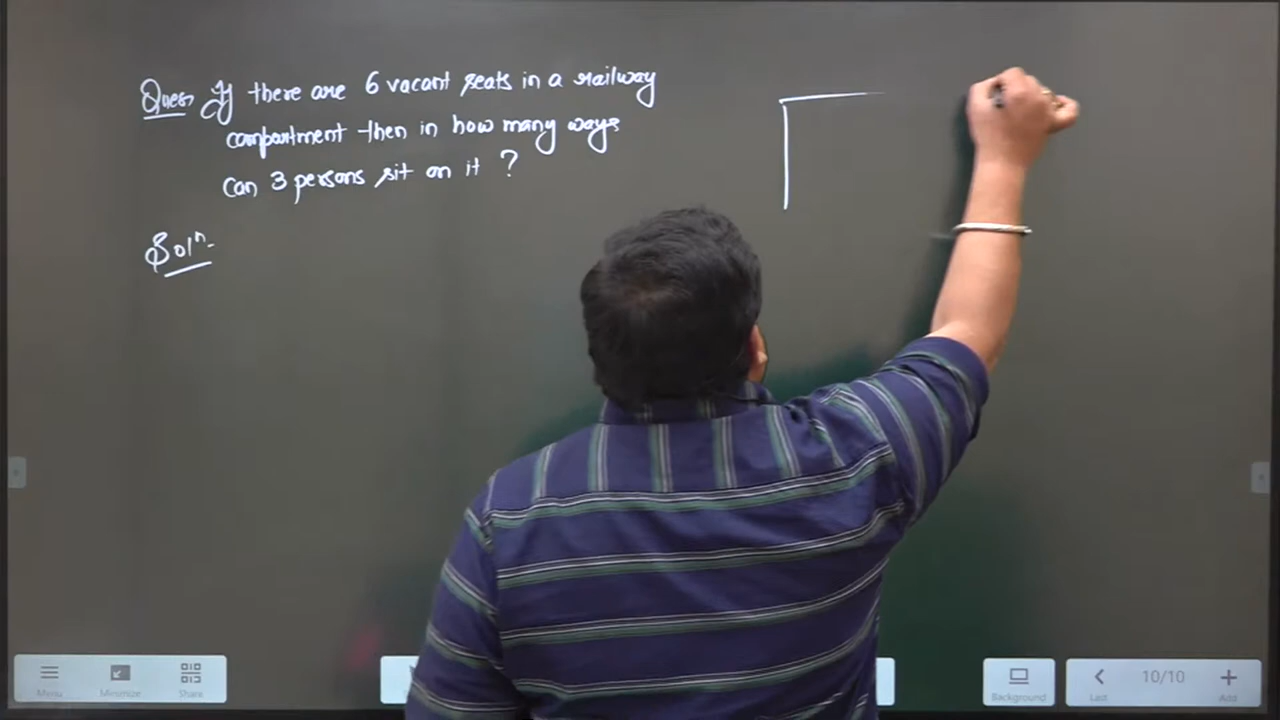 Ques> If there are 6 vacant seats in a railway
compartment then in how many ways
can 3 persons sit on it ?
Solⁿ-
Menu
Minimize
Share
Background
Last
10/10
Add